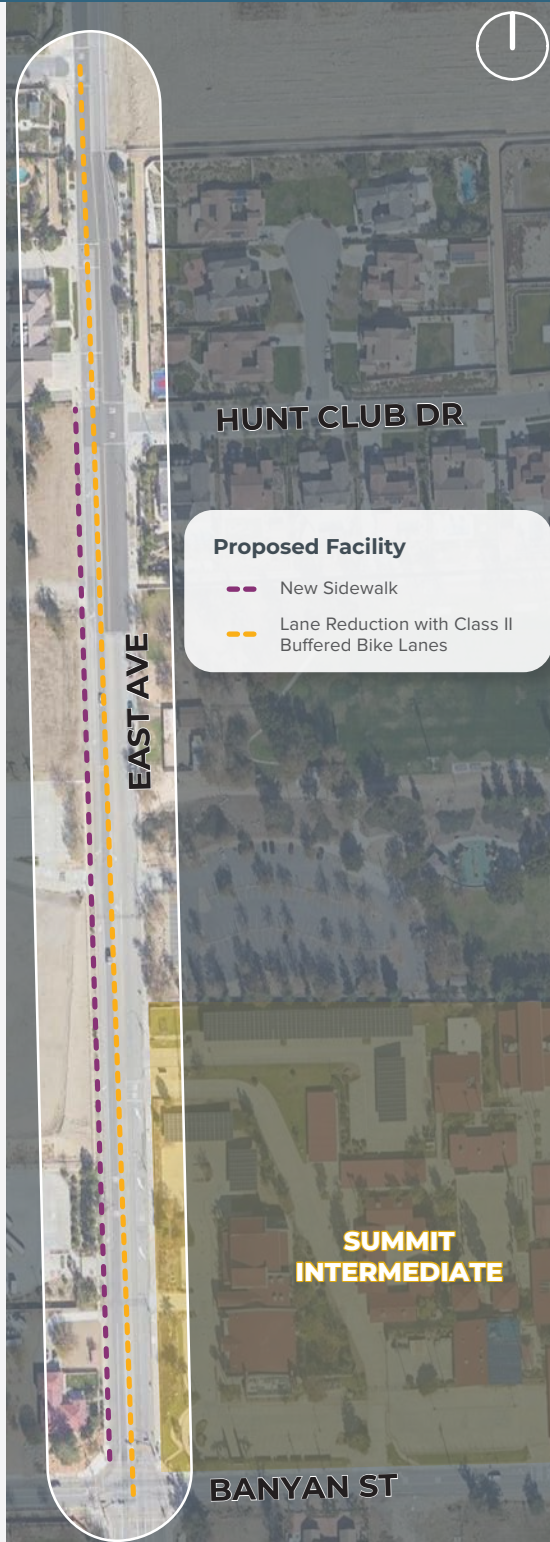 HUNT CLUB DR
Proposed Facility
New Sidewalk
Lane Reduction with Class II
Buffered Bike Lanes
EAST AVE
SUMMIT
INTERMEDIATE
BANYAN ST